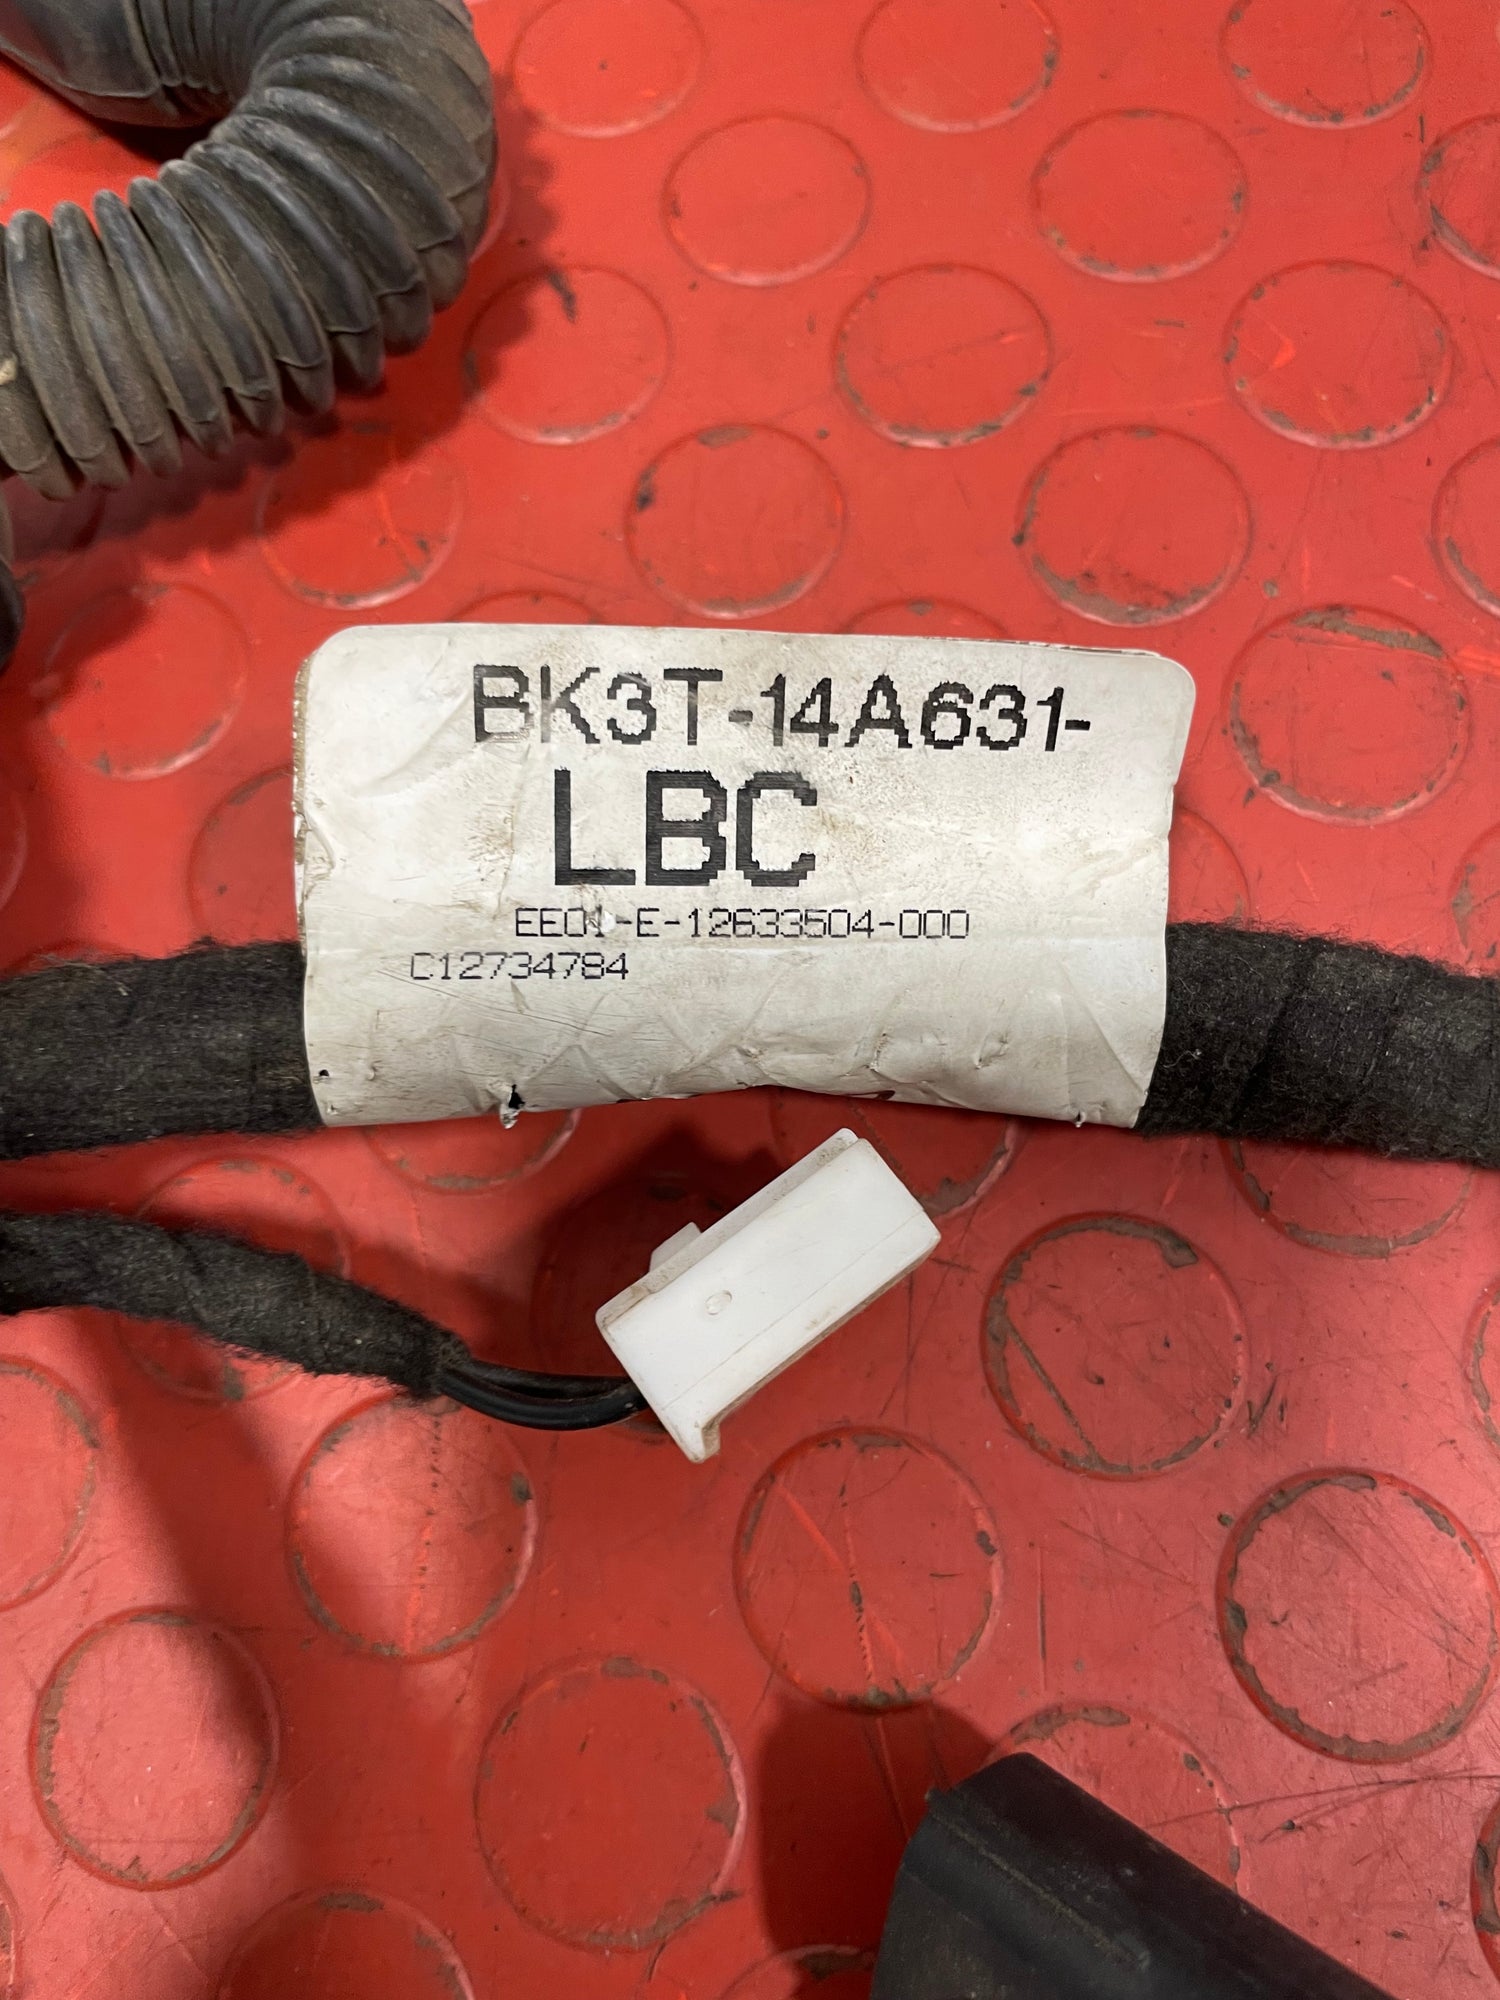 BK3T-14A631-
LBC
EE01-E-12633504-000
C12734784